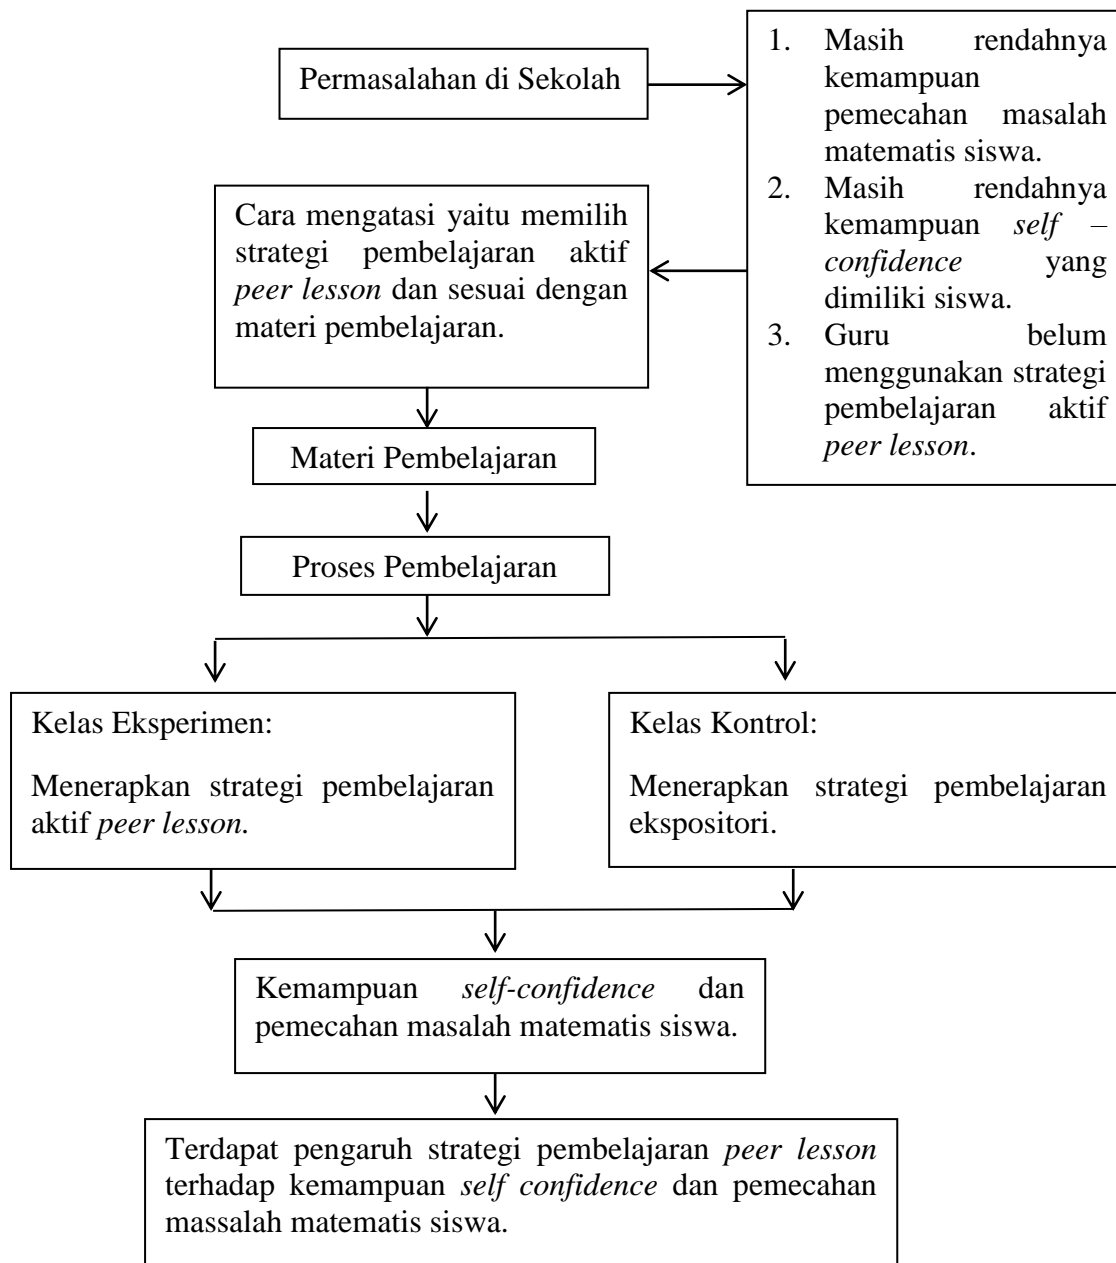 Permasalahan di Sekolah
1. Masih rendahnya
kemampuan
pemecahan masalah
matematis siswa.
2. Masih rendahnya
kemampuan self –
confidence yang
dimiliki siswa.
3. Guru belum
menggunakan strategi
pembelajaran aktif
peer lesson.
Cara mengatasi yaitu memilih
strategi pembelajaran aktif
peer lesson dan sesuai dengan
materi pembelajaran.
Materi Pembelajaran
Proses Pembelajaran
Kelas Eksperimen:
Menerapkan strategi pembelajaran
aktif peer lesson.
Kelas Kontrol:
Menerapkan strategi pembelajaran
ekspositori.
Kemampuan self-confidence dan
pemecahan masalah matematis siswa.
Terdapat pengaruh strategi pembelajaran peer lesson
terhadap kemampuan self confidence dan pemecahan
massalah matematis siswa.